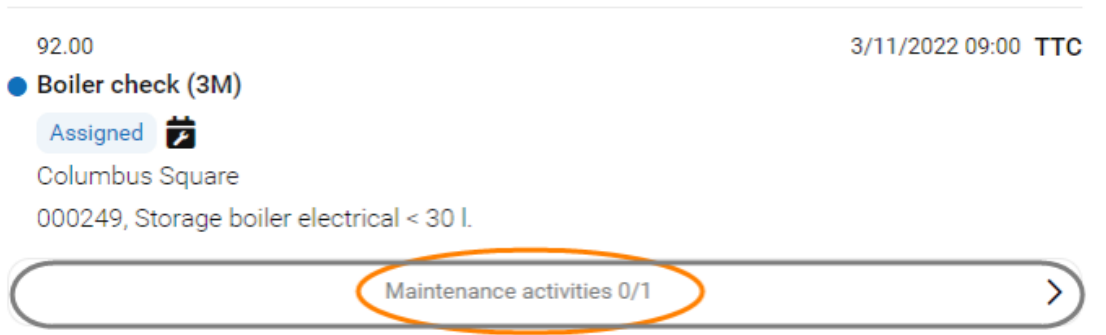 92.00
3/11/2022 09:00 TTC
Boiler check (3M)
Assigned
Columbus Square
000249, Storage boiler electrical < 30 l.
Maintenance activities 0/1